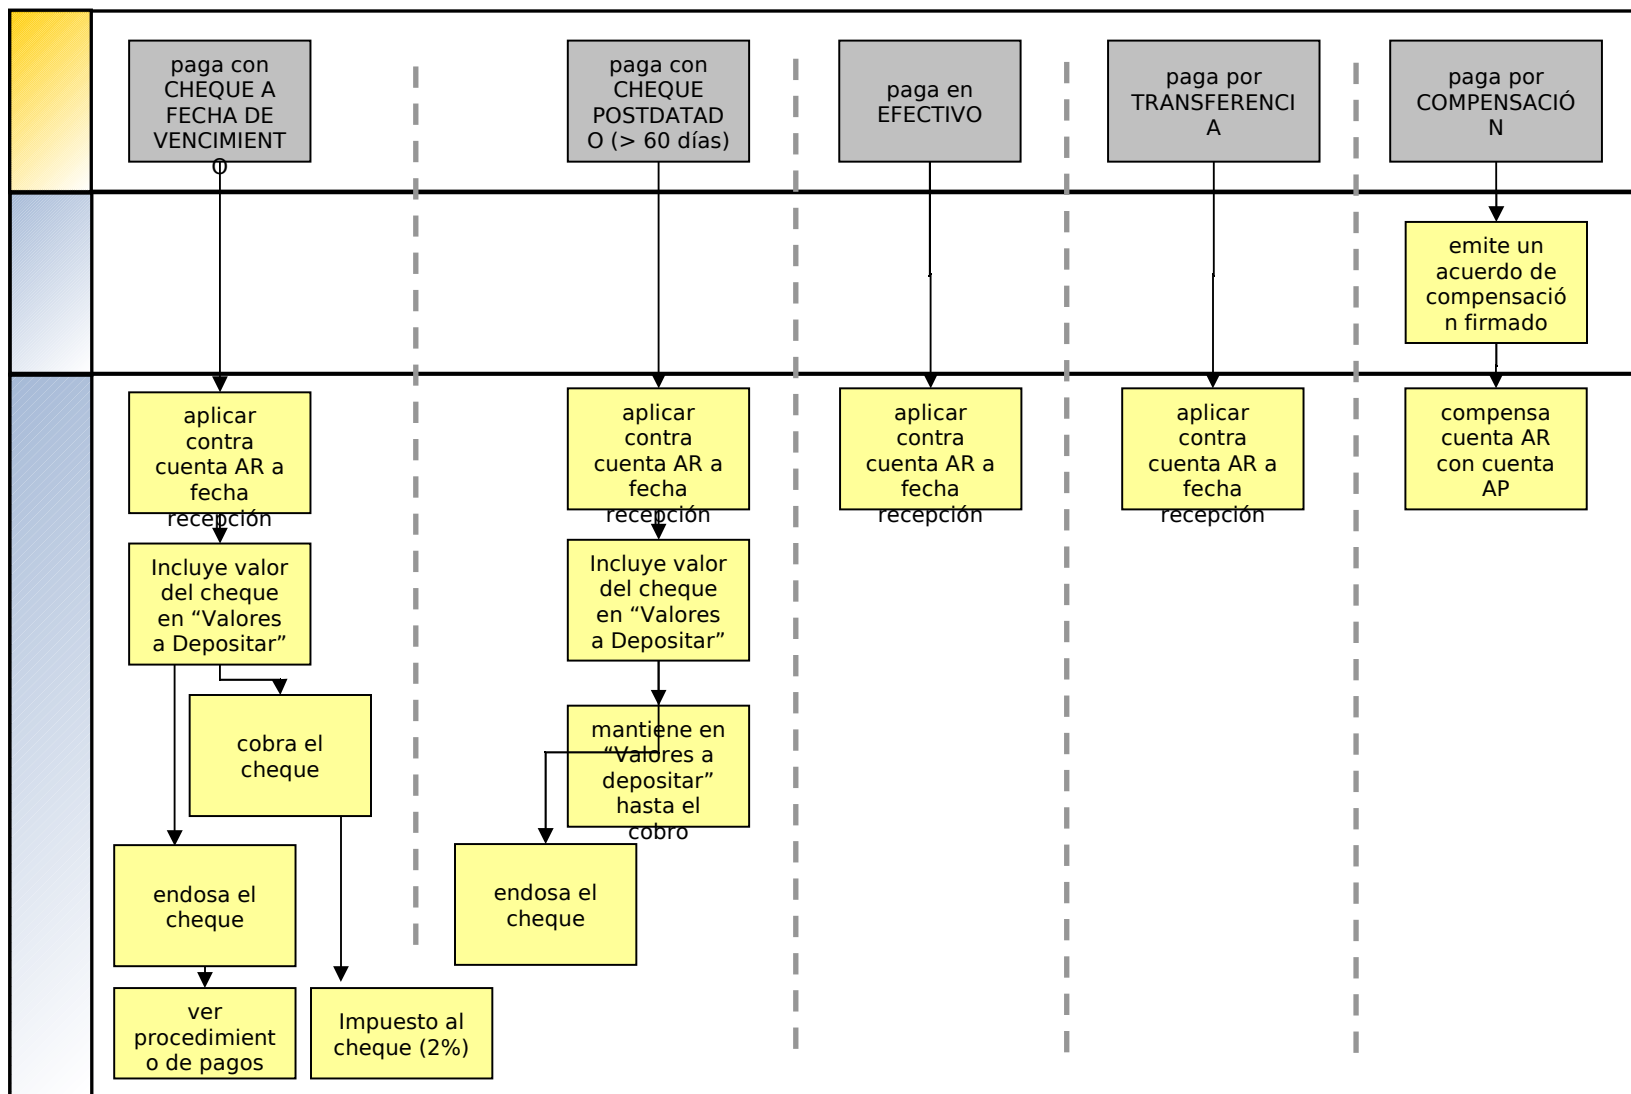 paga con
CHEQUE A
FECHA DE
VENCIMIENT
O
paga con
CHEQUE
POSTDATAD
O (> 60 días)
paga en
EFECTIVO
paga por
TRANSFERENCI
A
paga por
COMPENSACIÓ
N
emite un
acuerdo de
compensació
n firmado
aplicar
contra
cuenta AR a
fecha
recepción
aplicar
contra
cuenta AR a
fecha
recepción
aplicar
contra
cuenta AR a
fecha
recepción
aplicar
contra
cuenta AR a
fecha
recepción
compensa
cuenta AR
con cuenta
AP
Incluye valor
del cheque
en “Valores
a Depositar”
Incluye valor
del cheque
en “Valores
a Depositar”
cobra el
cheque
mantiene en
“Valores a
depositar”
hasta el
cobro
endosa el
cheque
endosa el
cheque
ver
procedimient
o de pagos
Impuesto al
cheque (2%)